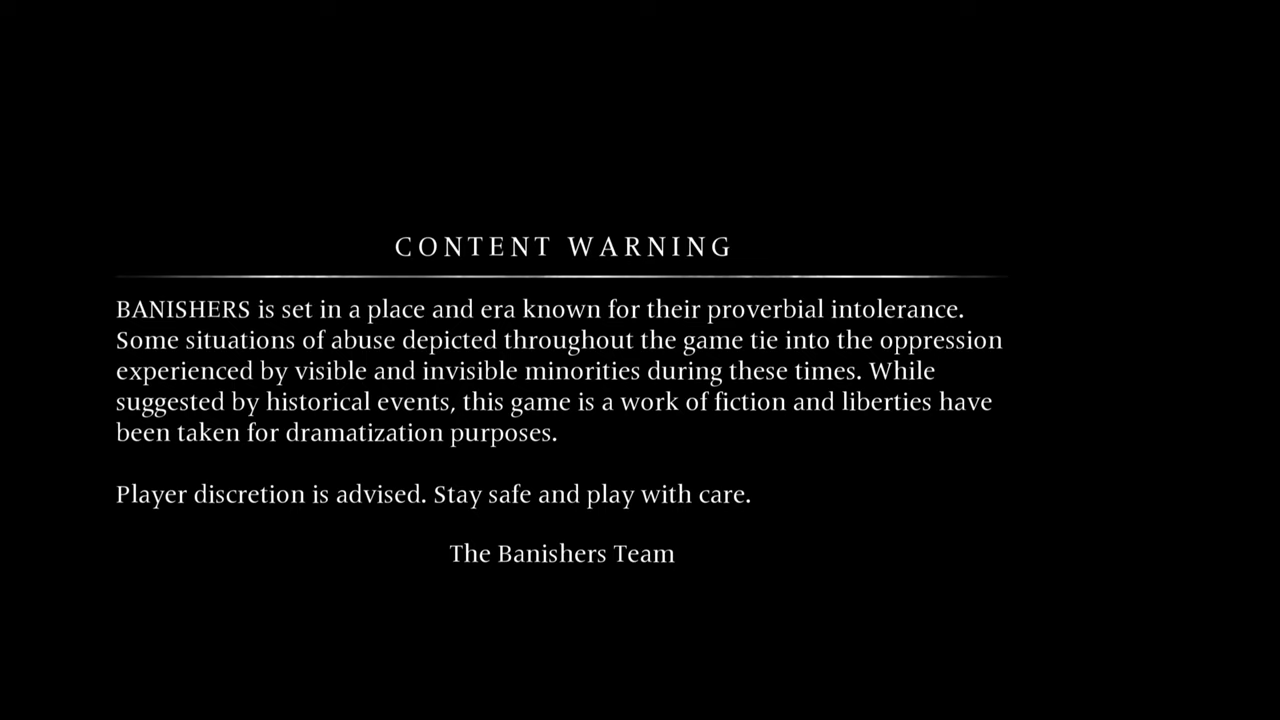 CONTENT WARNING
BANISHERS is set in a place and era known for their proverbial intolerance.
Some situations of abuse depicted throughout the game tie into the oppression
experienced by visible and invisible minorities during these times. While
suggested by historical events, this game is a work of fiction and liberties have
been taken for dramatization purposes.
Player discretion is advised. Stay safe and play with care.
The Banishers Team